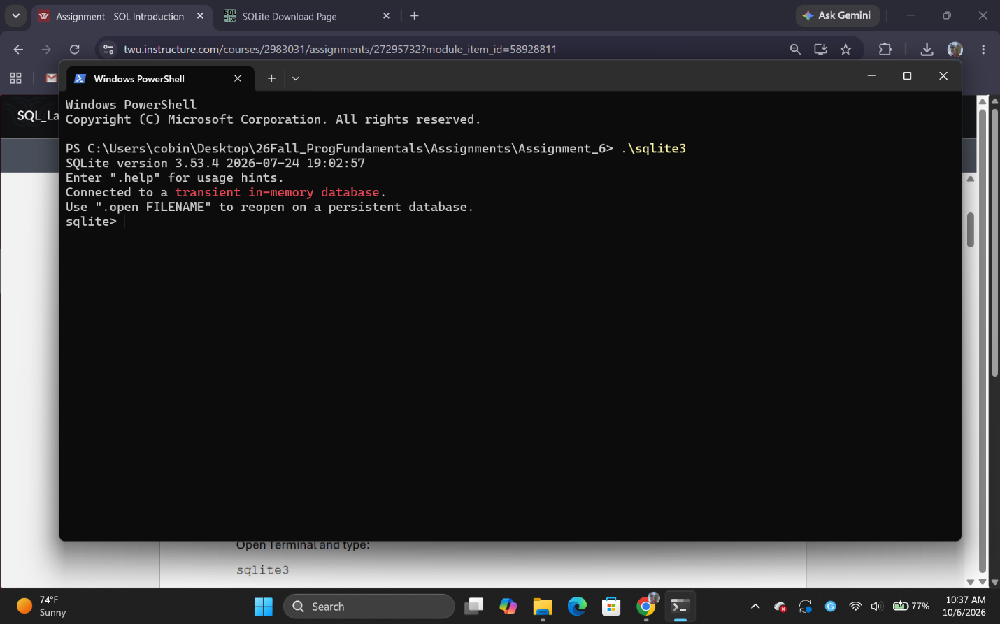 Assignment - SQL Introduction
SQLite Download Page
Ask Gemini
twu.instructure.com/courses/2983031/assignments/27295732?module_item_id=58928811
Windows PowerShell
SQL_La
Windows PowerShell
Copyright (C) Microsoft Corporation. All rights reserved.
PS C:\Users\cobin\Desktop\26Fall_ProgFundamentals\Assignments\Assignment_6> .\sqlite3
SQLite version 3.53.4 2026-07-24 19:02:57
Enter ".help" for usage hints.
Connected to a transient in-memory database.
Use ".open FILENAME" to reopen on a persistent database.
sqlite>
Open Terminal and type:
sqlite3
74°F
Sunny
Search
77%
10:37 AM
10/6/2026